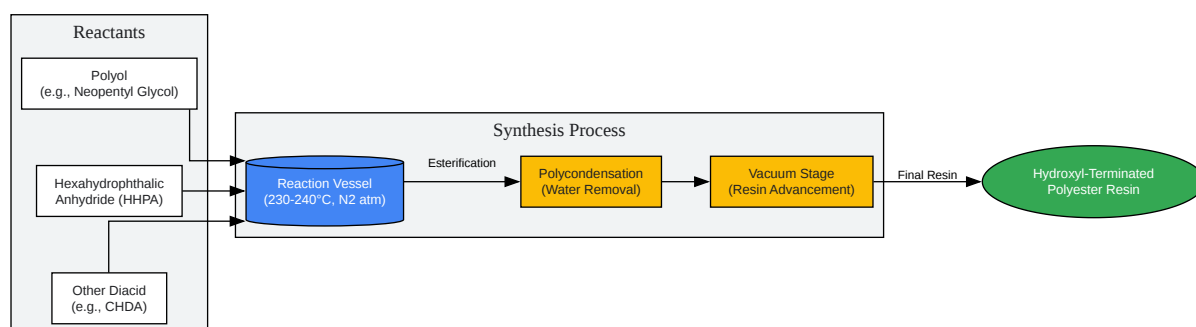 Reactants
Polyol
(e.g., Neopentyl Glycol)
Hexahydrophthalic
Anhydride (HHPA)
Other Diacid
(e.g., CHDA)
Synthesis Process
Reaction Vessel
(230-240°C, N2 atm)
Esterification
Polycondensation
(Water Removal)
Vacuum Stage
(Resin Advancement)
Final Resin
Hydroxyl-Terminated
Polyester Resin